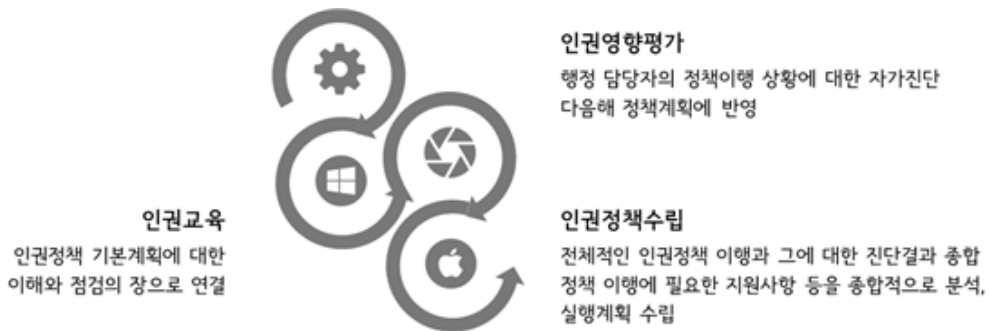 인권영향평가
행정 담당자의 정책이행 상황에 대한 자가진단
다음해 정책계획에 반영
인권교육
인권정책 기본계획에 대한
이해와 점검의 장으로 연결
인권정책수립
전체적인 인권정책 이행과 그에 대한 진단결과 종합
정책 이행에 필요한 지원사항 등을 종합적으로 분석,
실행계획 수립